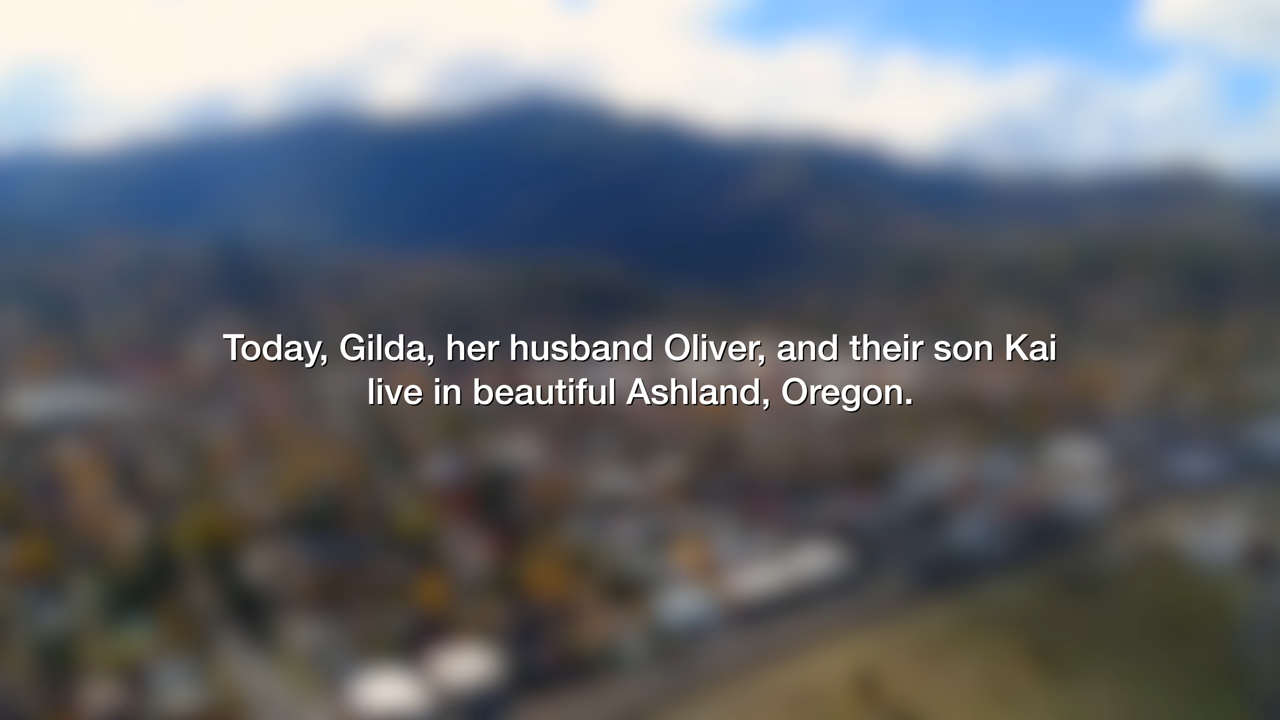 Today, Gilda, her husband Oliver, and their son Kai
live in beautiful Ashland, Oregon.